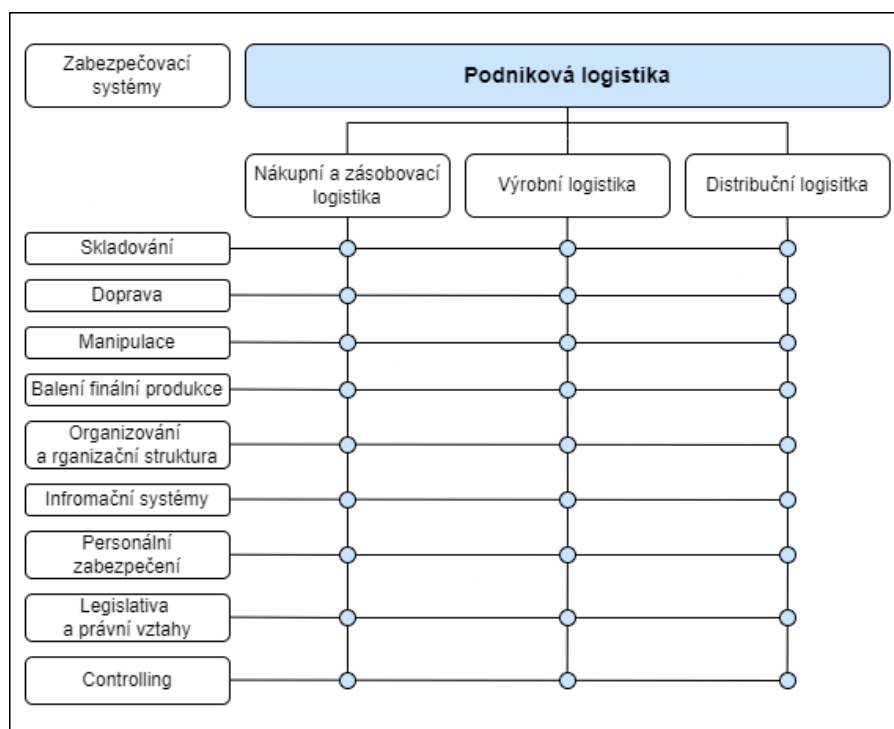 Zabezpečovací
systémy
Podniková logistika
Nákupní a zásobovací
logistika
Výrobní logistika
Distribuční logisitka
Skladování
Doprava
Manipulace
Balení finální produkce
Organizování
a rganizační struktura
Infromační systémy
Personální
zabezpečení
Legislativa
a právní vztahy
Controlling